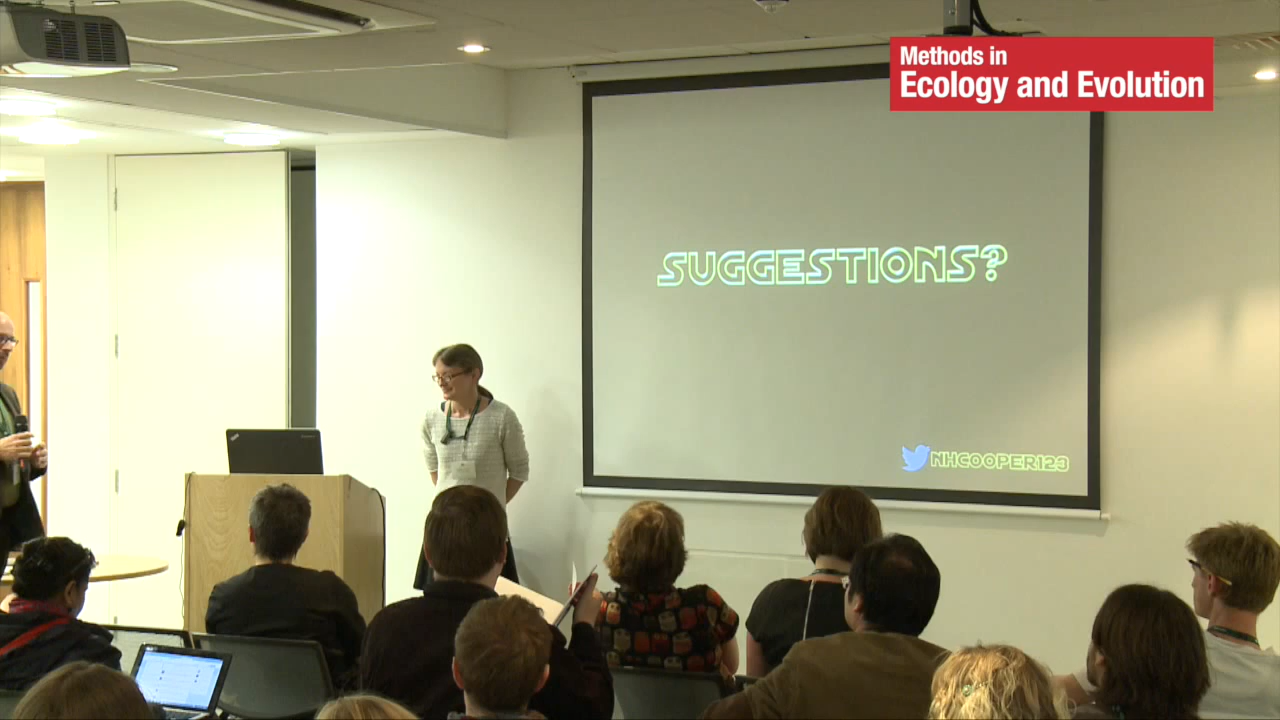 Methods in
Ecology and Evolution
SUGGESTIONS?
NHCOOPER123